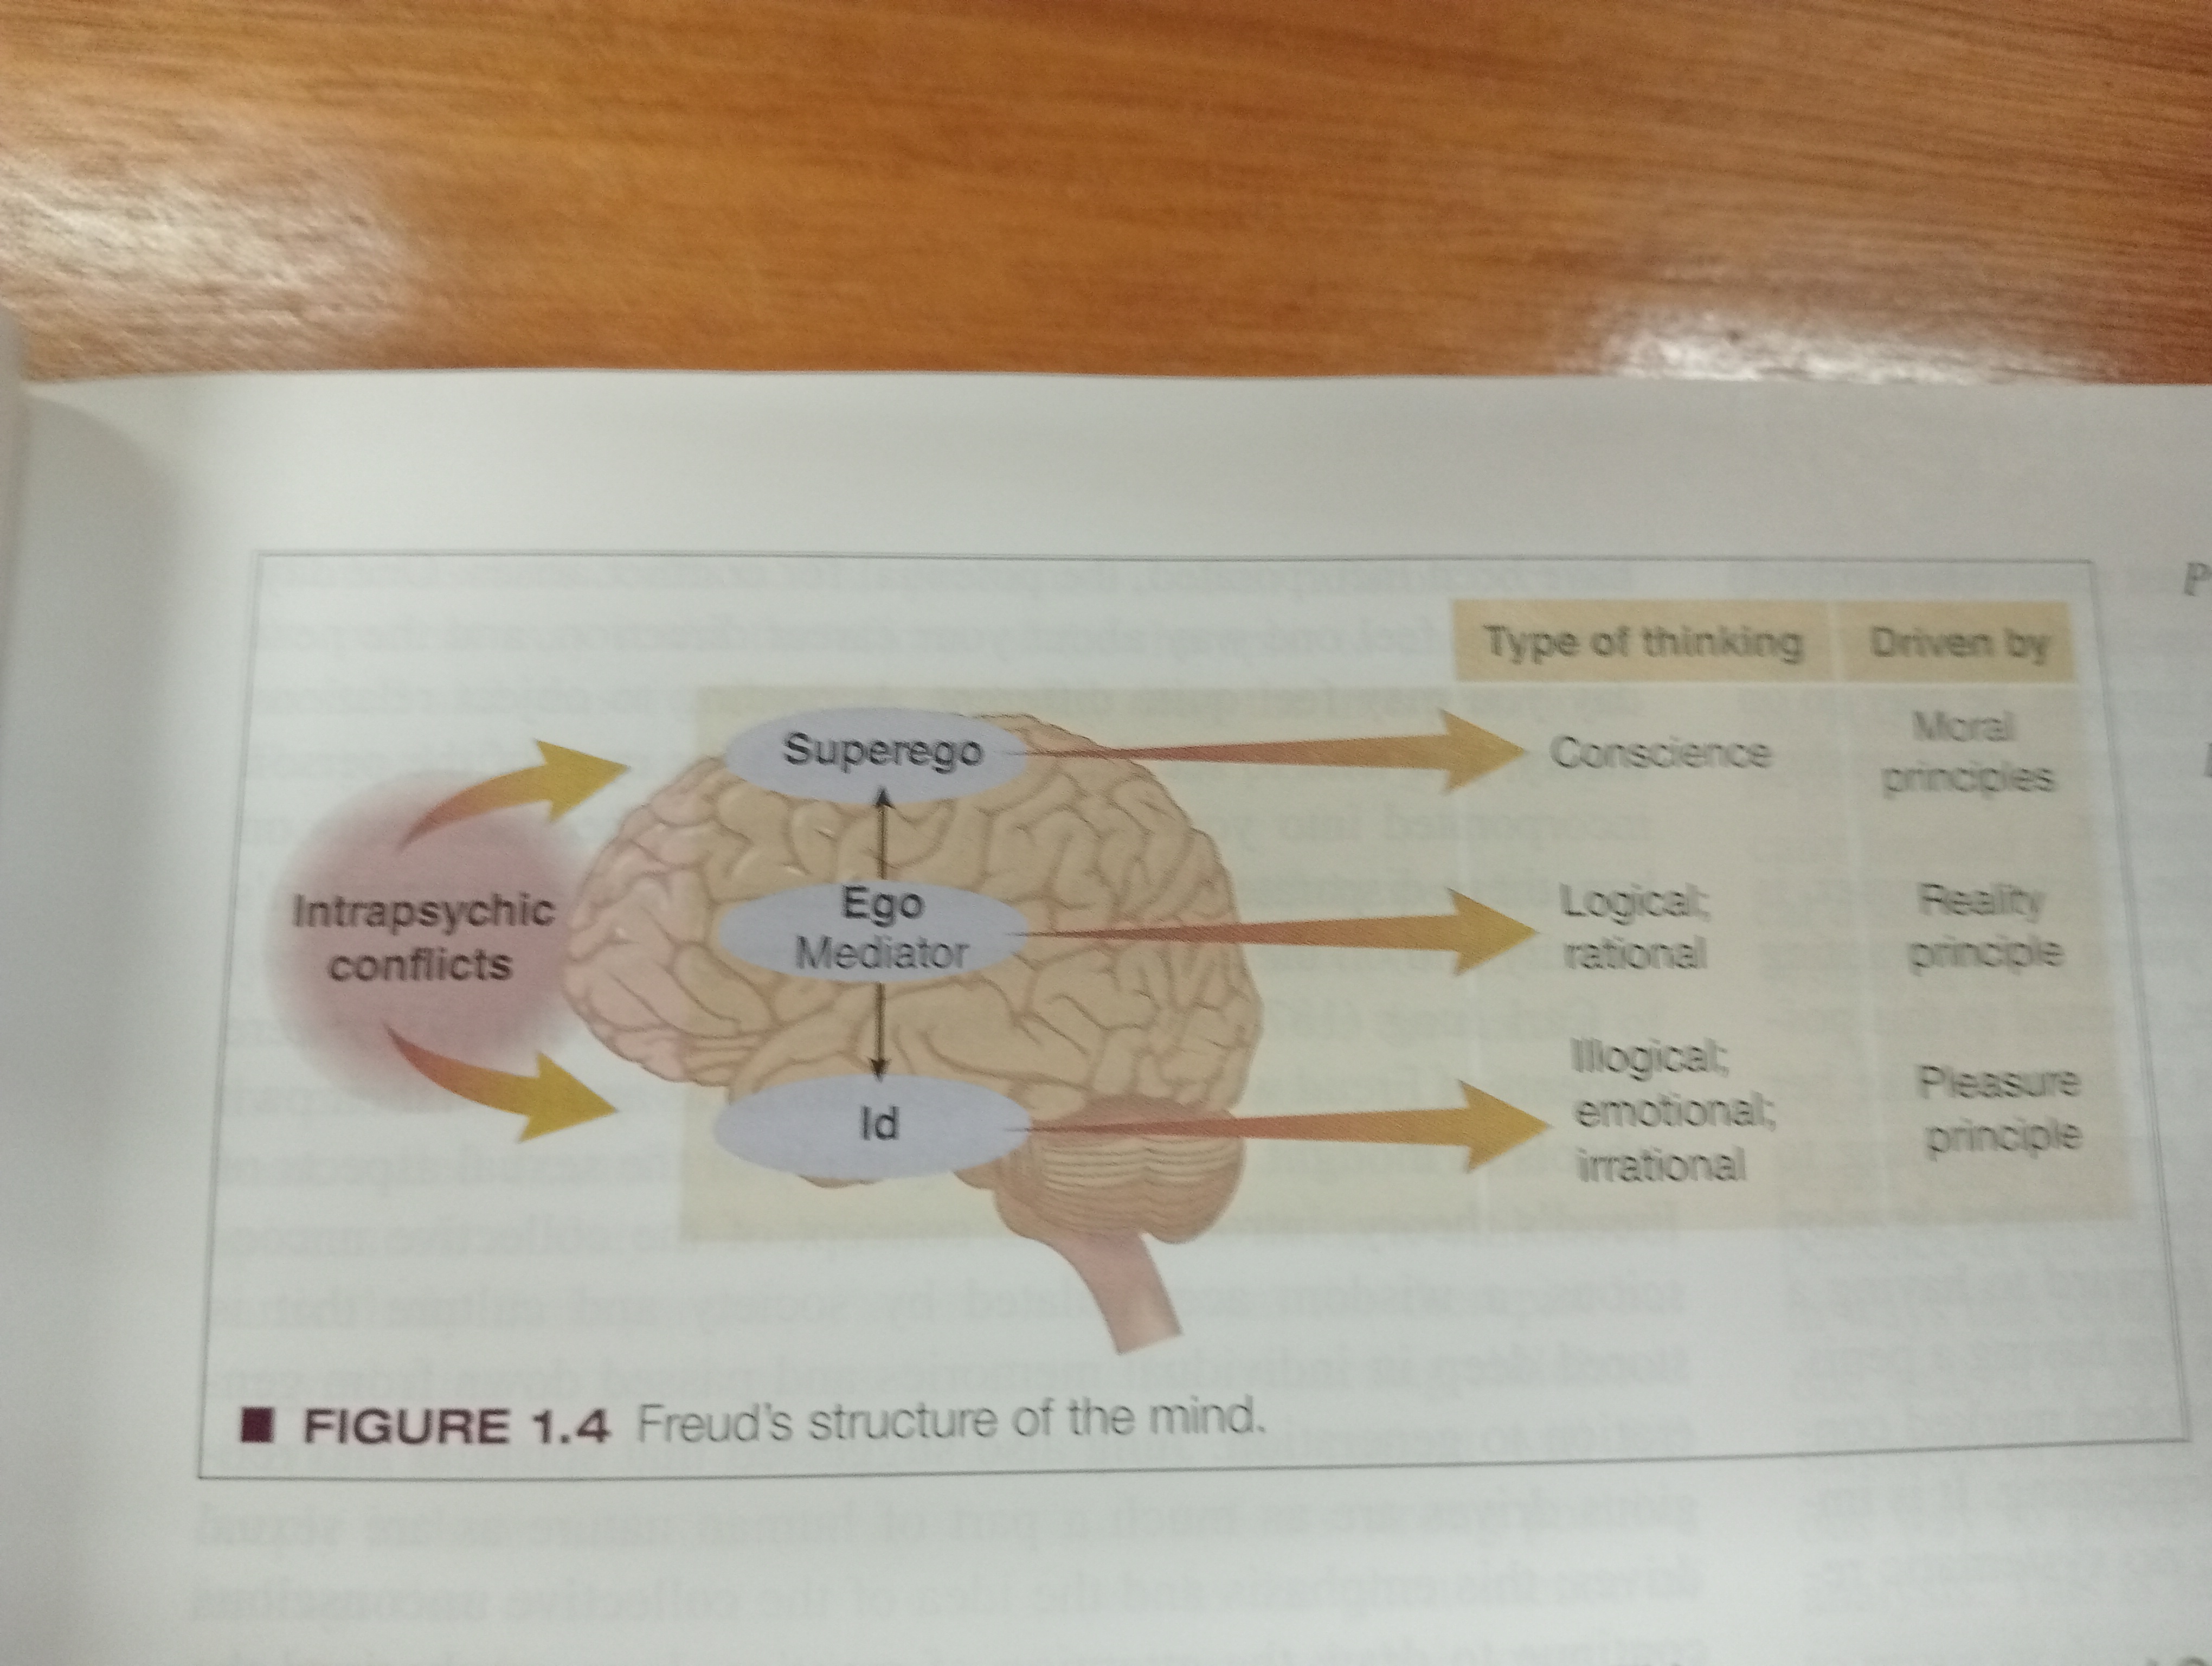 Type of thinking
Driven by
Superego
Conscience
Moral
principles
Intrapsychic
conflicts
Ego
Mediator
Logical;
rational
Reality
principle
Id
Illogical;
emotional;
irrational
Pleasure
principle
■ FIGURE 1.4 Freud's structure of the mind.
P